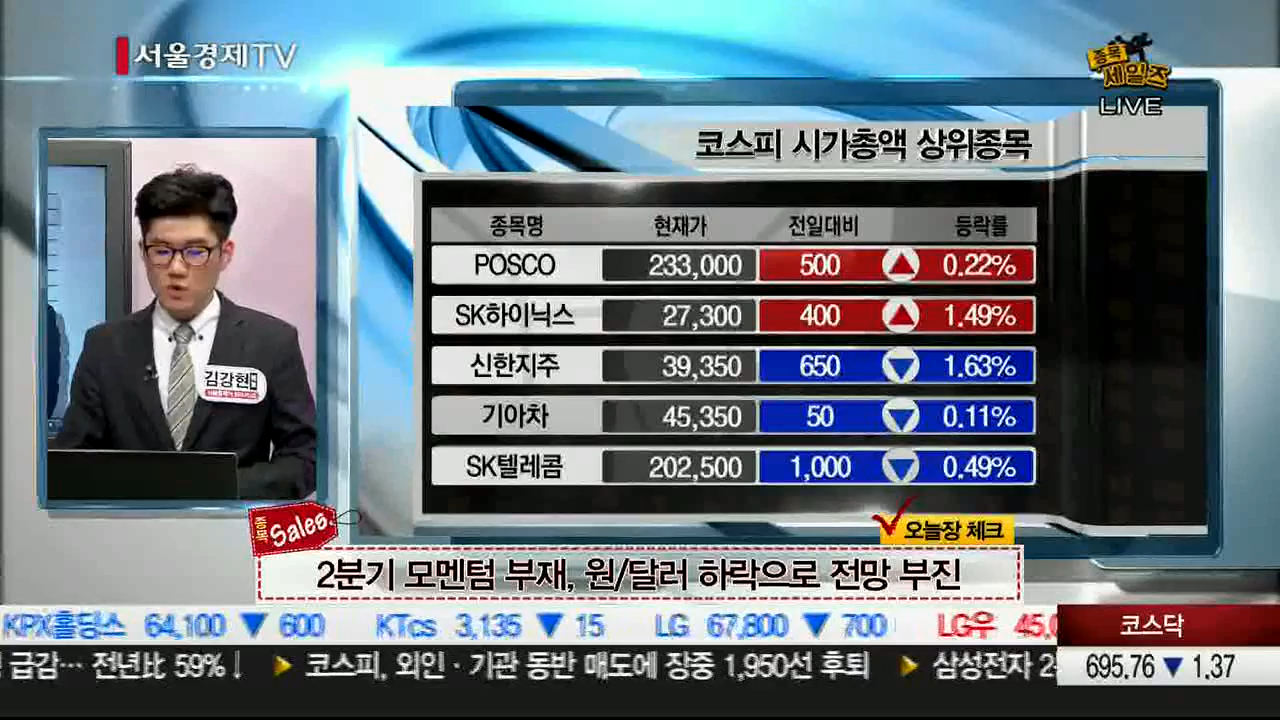 서울경제TV
종목
세일즈
LIVE
코스피 시가총액 상위종목
종목명 현재가 전일대비 등락률
POSCO 233,000 500 ▲ 0.22%
SK하이닉스 27,300 400 ▲ 1.49%
신한지주 39,350 650 ▼ 1.63%
기아차 45,350 50 ▼ 0.11%
SK텔레콤 202,500 1,000 ▼ 0.49%
김강현
종목 Sales
오늘장 체크
2분기 모멘텀 부재, 원/달러 하락으로 전망 부진
KPX홀딩스 64,100 ▼ 600 KTcs 3,135 ▼ 15 LG 67,800 ▼ 700 LG우 45,0
코스닥
급감… 전년比 59%↓ ▶ 코스피, 외인·기관 동반 매도에 장중 1,950선 후퇴 ▶ 삼성전자 2
695.76 ▼ 1.37